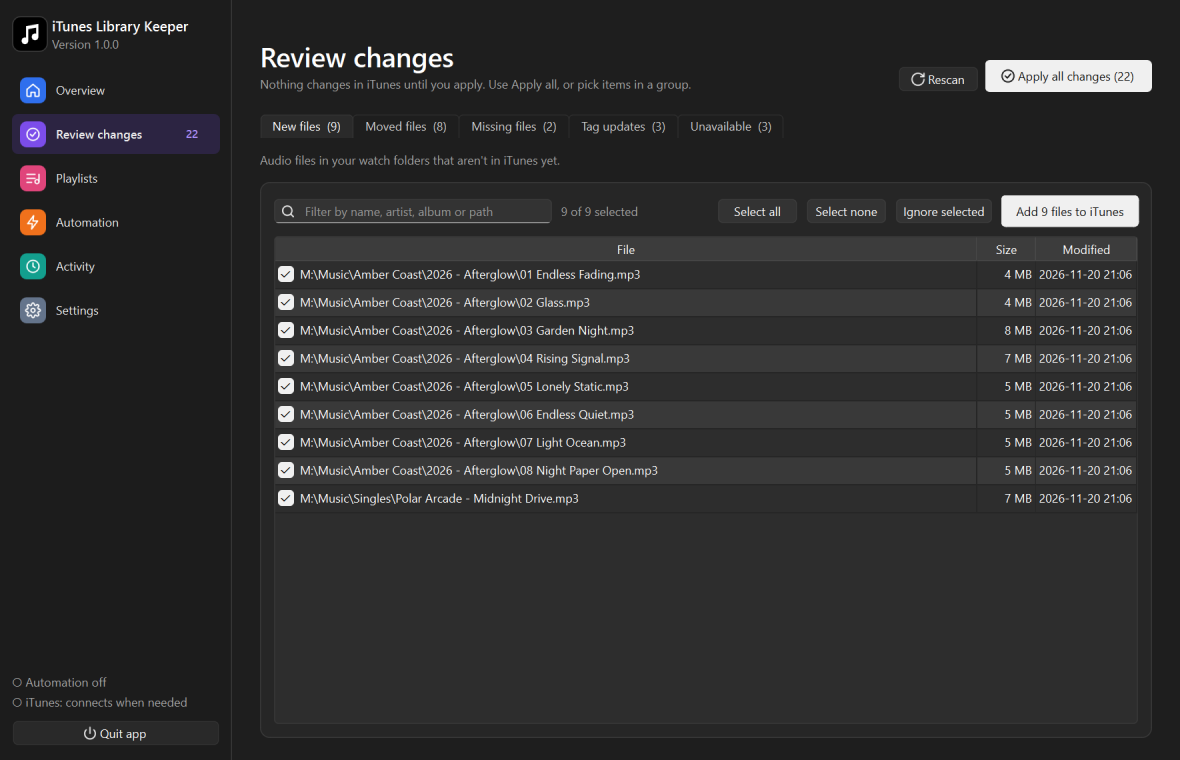 iTunes Library Keeper
Version 1.0.0
Overview
Review changes 22
Playlists
Automation
Activity
Settings
Automation off
iTunes: connects when needed
Quit app
Review changes
Nothing changes in iTunes until you apply. Use Apply all, or pick items in a group.
Rescan
Apply all changes (22)
New files (9) Moved files (8) Missing files (2) Tag updates (3) Unavailable (3)
Audio files in your watch folders that aren't in iTunes yet.
Filter by name, artist, album or path 9 of 9 selected Select all Select none Ignore selected Add 9 files to iTunes
File Size Modified
M:\Music\Amber Coast\2026 - Afterglow\01 Endless Fading.mp3 4 MB 2026-11-20 21:06
M:\Music\Amber Coast\2026 - Afterglow\02 Glass.mp3 4 MB 2026-11-20 21:06
M:\Music\Amber Coast\2026 - Afterglow\03 Garden Night.mp3 8 MB 2026-11-20 21:06
M:\Music\Amber Coast\2026 - Afterglow\04 Rising Signal.mp3 7 MB 2026-11-20 21:06
M:\Music\Amber Coast\2026 - Afterglow\05 Lonely Static.mp3 5 MB 2026-11-20 21:06
M:\Music\Amber Coast\2026 - Afterglow\06 Endless Quiet.mp3 5 MB 2026-11-20 21:06
M:\Music\Amber Coast\2026 - Afterglow\07 Light Ocean.mp3 5 MB 2026-11-20 21:06
M:\Music\Amber Coast\2026 - Afterglow\08 Night Paper Open.mp3 5 MB 2026-11-20 21:06
M:\Music\Singles\Polar Arcade - Midnight Drive.mp3 7 MB 2026-11-20 21:06